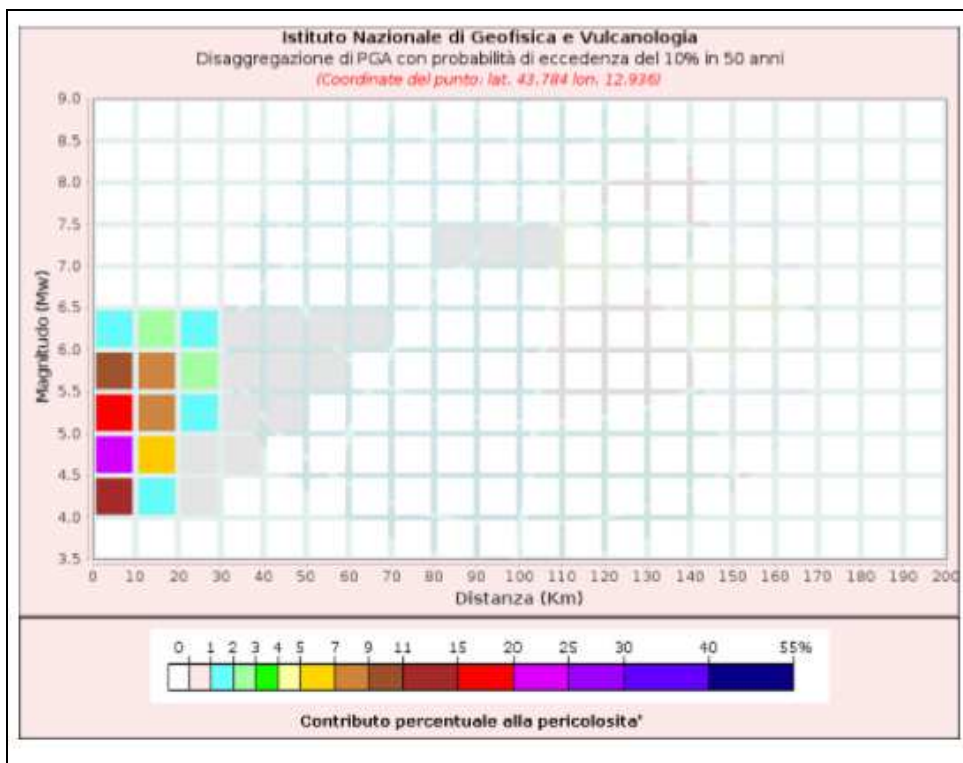 Istituto Nazionale di Geofisica e Vulcanologia
Disaggregazione di PGA con probabilità di eccedenza del 10% in 50 anni
(Coordinate del punto: lat. 43.784 lon. 12.936)
9.0
8.5
8.0
7.5
7.0
6.5
6.0
5.5
5.0
4.5
4.0
3.5
Magnitudo (Mw)
0 10 20 30 40 50 60 70 80 90 100 110 120 130 140 150 160 170 180 190 200
Distanza (Km)
0 1 2 3 4 5 7 9 11 15 20 25 30 40 55%
Contributo percentuale alla pericolosita'